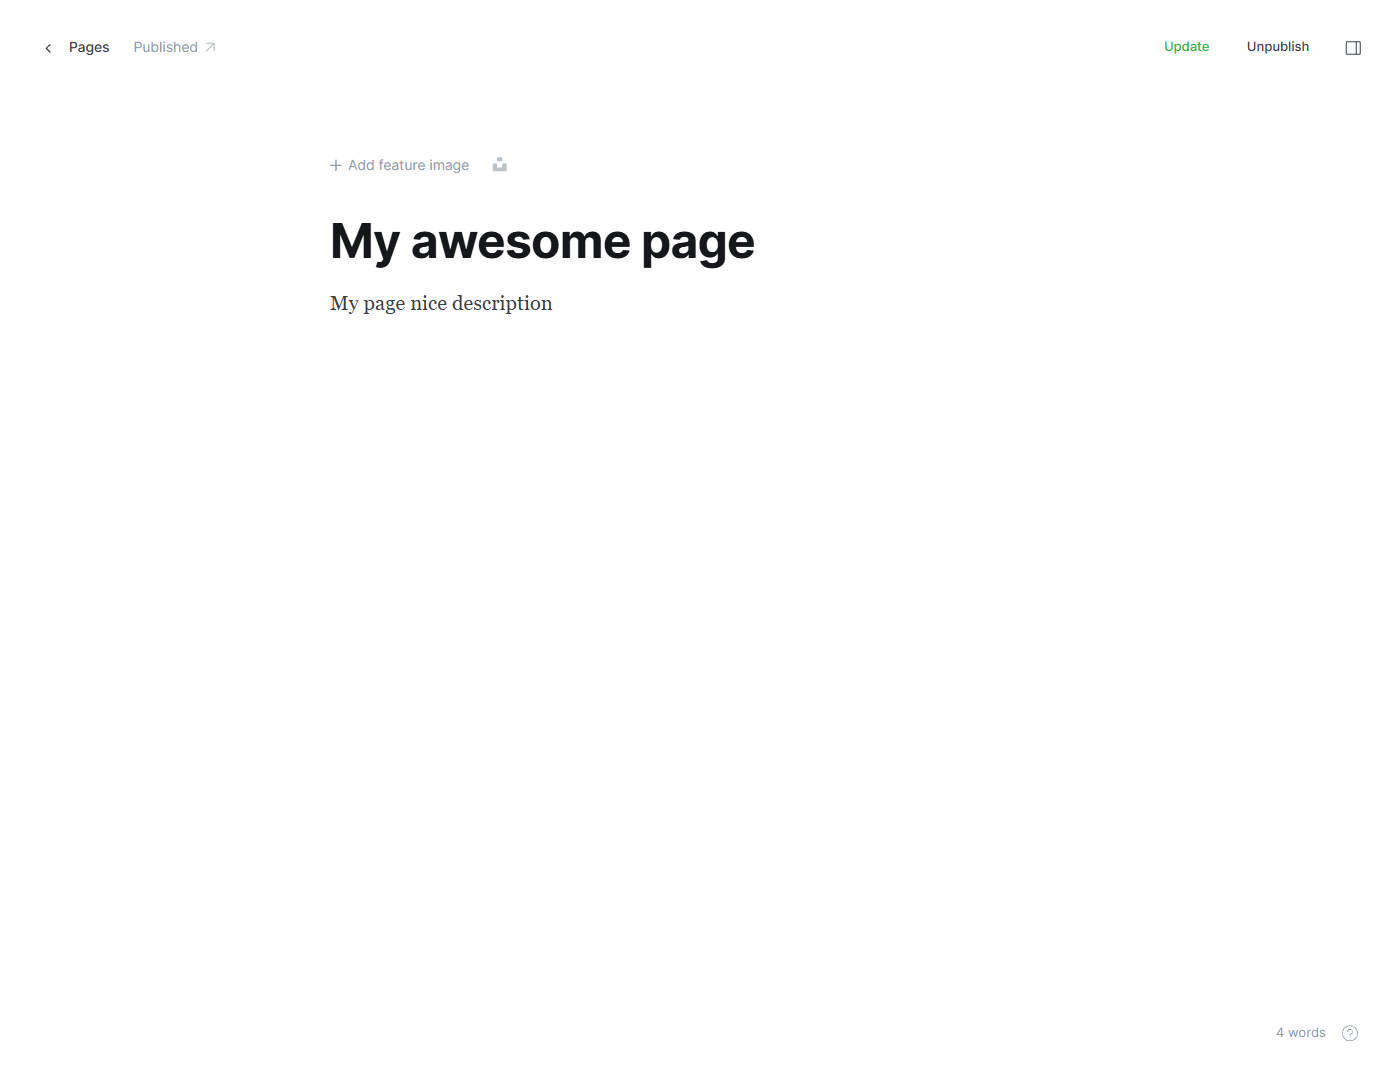 Pages Published
Update Unpublish
Add feature image
My awesome page
My page nice description
4 words